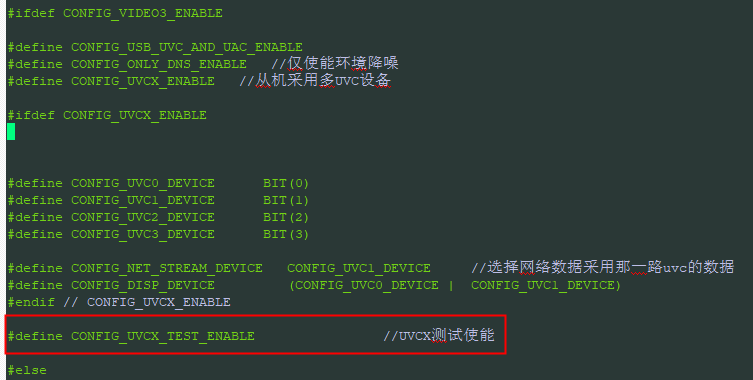 #ifdef CONFIG_VIDEO3_ENABLE
#define CONFIG_USB_UVC_AND_UAC_ENABLE
#define CONFIG_ONLY_DNS_ENABLE //仅使能环境降噪
#define CONFIG_UVCX_ENABLE //从机采用多UVC设备
#ifdef CONFIG_UVCX_ENABLE
#define CONFIG_UVC0_DEVICE BIT(0)
#define CONFIG_UVC1_DEVICE BIT(1)
#define CONFIG_UVC2_DEVICE BIT(2)
#define CONFIG_UVC3_DEVICE BIT(3)
#define CONFIG_NET_STREAM_DEVICE CONFIG_UVC1_DEVICE //选择网络数据采用那一路uvc的数据
#define CONFIG_DISP_DEVICE (CONFIG_UVC0_DEVICE | CONFIG_UVC1_DEVICE)
#endif // CONFIG_UVCX_ENABLE
#define CONFIG_UVCX_TEST_ENABLE //UVCX测试使能
#else